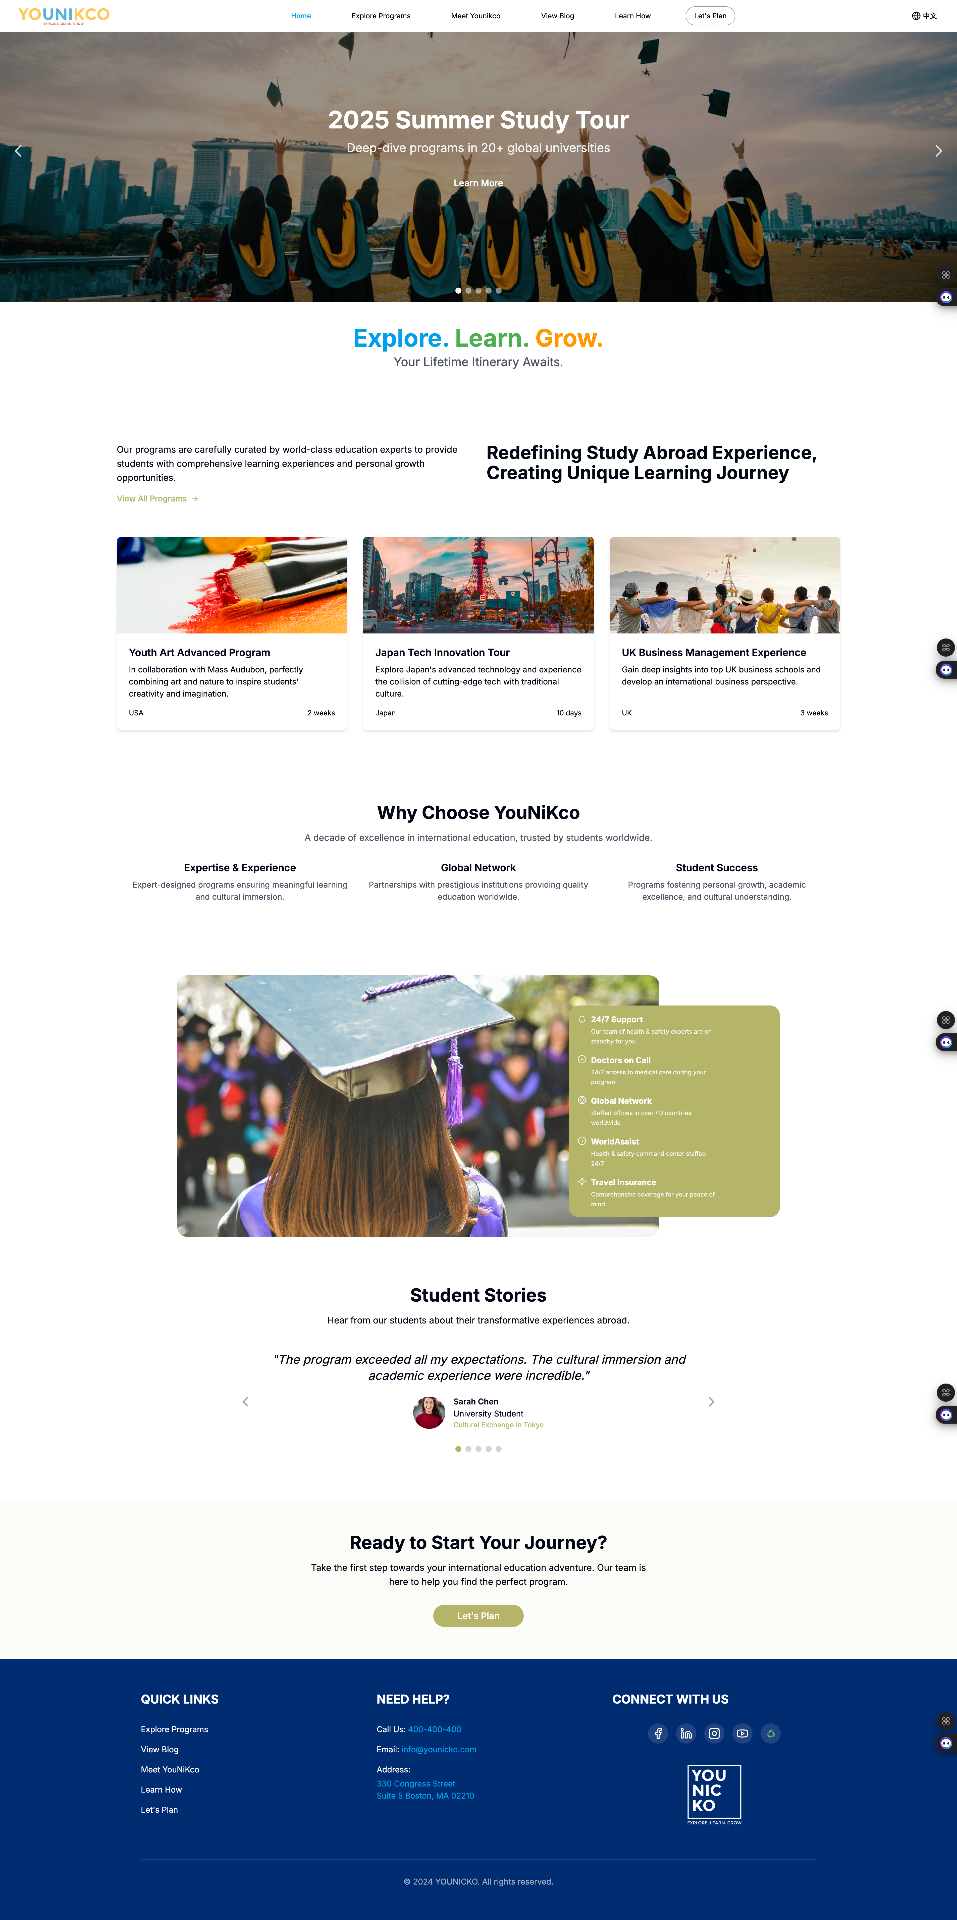 YOUNIKCO
EXPLORE. LEARN. GROW
Home
Explore Programs
Meet Younikco
View Blog
Learn How
Let's Plan
中文
2025 Summer Study Tour
Deep-dive programs in 20+ global universities
Learn More
Explore. Learn. Grow.
Your Lifetime Itinerary Awaits.
Our programs are carefully curated by world-class education experts to provide
students with comprehensive learning experiences and personal growth
opportunities.
View All Programs →
Redefining Study Abroad Experience,
Creating Unique Learning Journey
Youth Art Advanced Program
In collaboration with Mass Audubon, perfectly
combining art and nature to inspire students'
creativity and imagination.
USA
2 weeks
Japan Tech Innovation Tour
Explore Japan's advanced technology and experience
the collision of cutting-edge tech with traditional
culture.
Japan
10 days
UK Business Management Experience
Gain deep insights into top UK business schools and
develop an international business perspective.
UK
3 weeks
Why Choose YouNiKco
A decade of excellence in international education, trusted by students worldwide.
Expertise & Experience
Expert-designed programs ensuring meaningful learning
and cultural immersion.
Global Network
Partnerships with prestigious institutions providing quality
education worldwide.
Student Success
Programs fostering personal growth, academic
excellence, and cultural understanding.
24/7 Support
Our team of health & safety experts are on
standby for you
Doctors on Call
24/7 access to medical care during your
program
Global Network
Staffed offices in over 40 countries
worldwide
WorldAssist
Health & safety command center staffed
24/7
Travel Insurance
Comprehensive coverage for your peace of
mind
Student Stories
Hear from our students about their transformative experiences abroad.
"The program exceeded all my expectations. The cultural immersion and
academic experience were incredible."
Sarah Chen
University Student
Cultural Exchange in Tokyo
Ready to Start Your Journey?
Take the first step towards your international education adventure. Our team is
here to help you find the perfect program.
Let's Plan
QUICK LINKS
Explore Programs
View Blog
Meet YouNiKco
Learn How
Let's Plan
NEED HELP?
Call Us: 400-400-400
Email: info@younicko.com
Address:
330 Congress Street
Suite 5 Boston, MA 02210
CONNECT WITH US
YOU
NIC
KO
EXPLORE. LEARN. GROW
© 2024 YOUNICKO. All rights reserved.